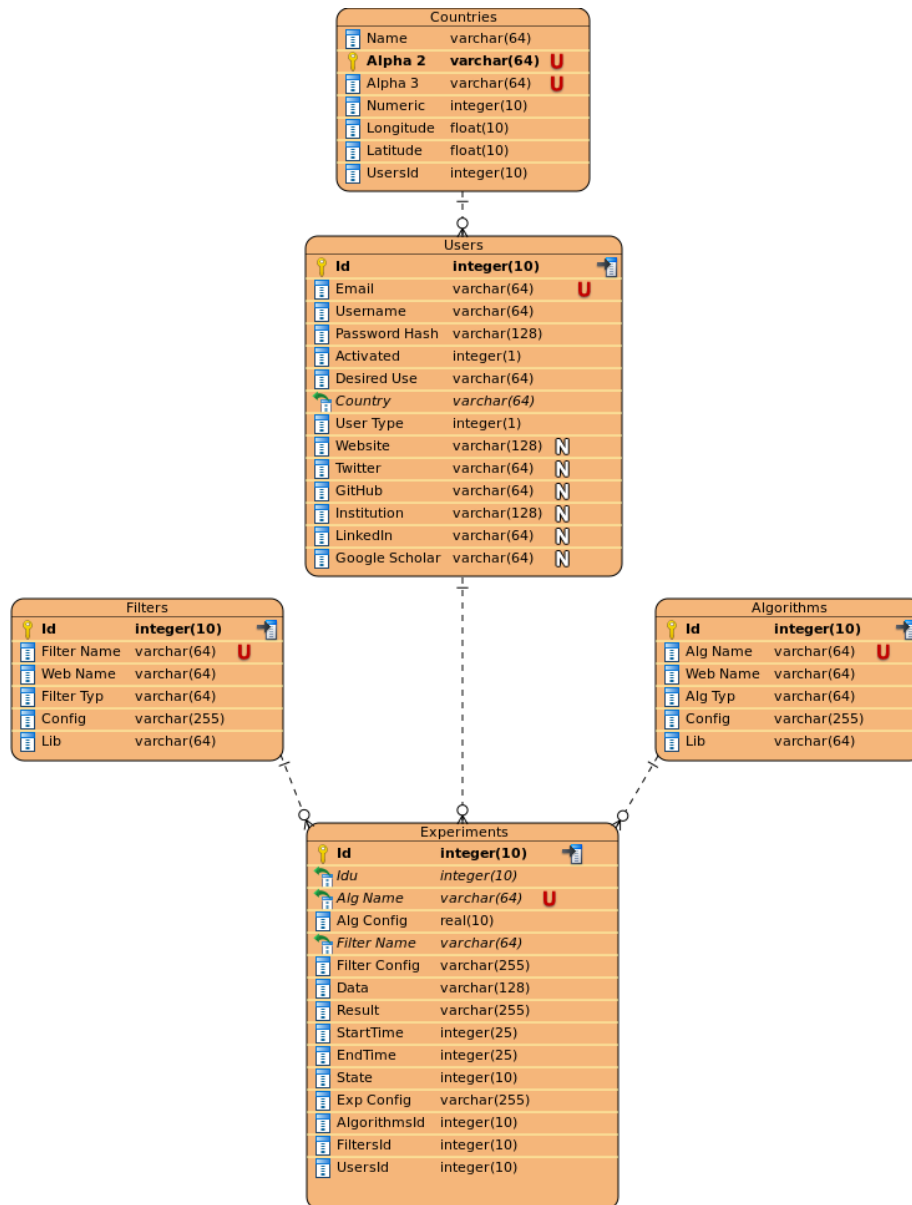 Countries
Name varchar(64)
Alpha 2 varchar(64) U
Alpha 3 varchar(64) U
Numeric integer(10)
Longitude float(10)
Latitude float(10)
UsersId integer(10)
Users
Id integer(10)
Email varchar(64) U
Username varchar(64)
Password Hash varchar(128)
Activated integer(1)
Desired Use varchar(64)
Country varchar(64)
User Type integer(1)
Website varchar(128) N
Twitter varchar(64) N
GitHub varchar(64) N
Institution varchar(128) N
LinkedIn varchar(64) N
Google Scholar varchar(64) N
Filters
Id integer(10)
Filter Name varchar(64) U
Web Name varchar(64)
Filter Typ varchar(64)
Config varchar(255)
Lib varchar(64)
Algorithms
Id integer(10)
Alg Name varchar(64) U
Web Name varchar(64)
Alg Typ varchar(64)
Config varchar(255)
Lib varchar(64)
Experiments
Id integer(10)
Idu integer(10)
Alg Name varchar(64) U
Alg Config real(10)
Filter Name varchar(64)
Filter Config varchar(255)
Data varchar(128)
Result varchar(255)
StartTime integer(25)
EndTime integer(25)
State integer(10)
Exp Config varchar(255)
AlgorithmsId integer(10)
FiltersId integer(10)
UsersId integer(10)